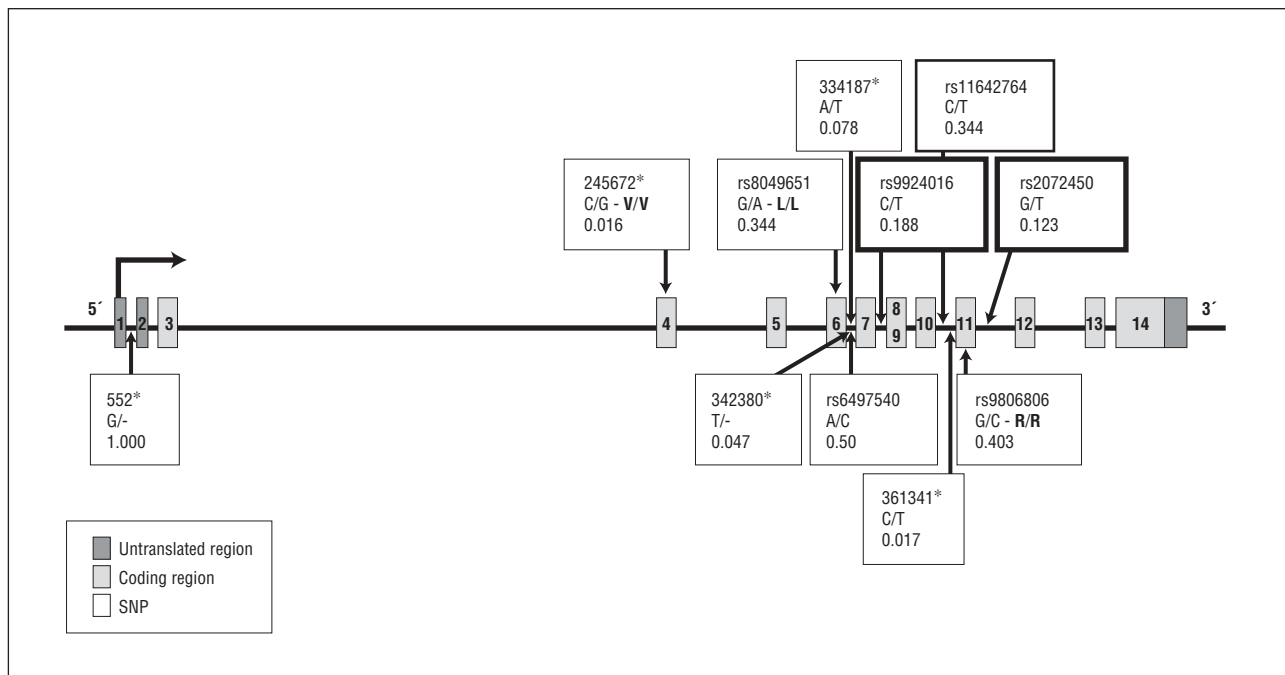 334187*
A/T
0.078
rs11642764
C/T
0.344
245672*
C/G - V/V
0.016
rs8049651
G/A - L/L
0.344
rs9924016
C/T
0.188
rs2072450
G/T
0.123
5´
1
2
3
4
5
6
7
8
9
10
11
12
13
14
3´
552*
G/-
1.000
342380*
T/-
0.047
rs6497540
A/C
0.50
rs9806806
G/C - R/R
0.403
361341*
C/T
0.017
Untranslated region
Coding region
SNP